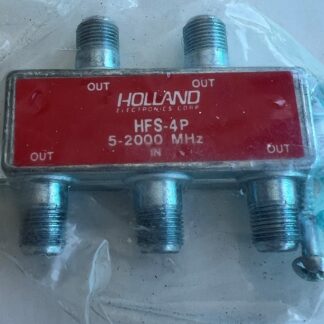 OUT
OUT
HOLLAND
ELECTRONICS CORP
HFS-4P
5-2000 MHz
OUT
IN
OUT